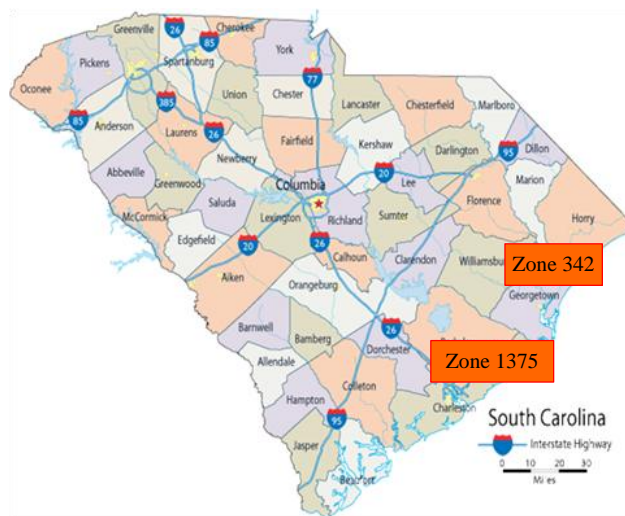 Cherokee
Greenville
26
85
York
Spartanburg
Pickens
Oconee
77
Union
Chester
Marlboro
Lancaster
Chesterfield
385
85
Anderson
Laurens
26
Fairfield
Kershaw
Darlington
95
Dillon
Newberry
Abbeville
Greenwood
20
Lee
Marion
Columbia
Saluda
Florence
McCormick
Lexington
Richland
Sumter
Horry
Edgefield
20
26
Calhoun
Clarendon
Williamsburg
Zone 342
Aiken
Orangeburg
Georgetown
Barnwell
Bamberg
26
Dorchester
Zone 1375
Allendale
Colleton
Hampton
Charleston
95
South Carolina
Jasper
95
Interstate Highway
Beaufort
0 10 20 30
Miles